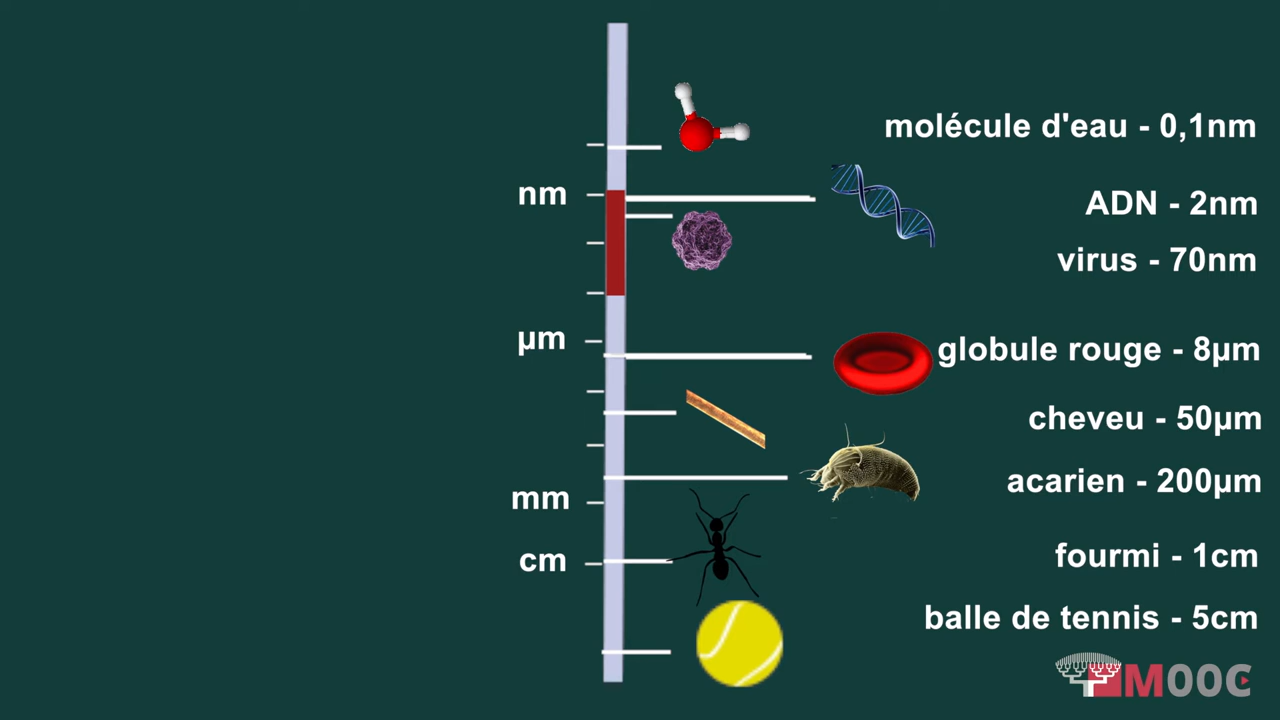 molécule d'eau - 0,1nm
nm
ADN - 2nm
virus - 70nm
µm
globule rouge - 8µm
cheveu - 50µm
acarien - 200µm
mm
fourmi - 1cm
cm
balle de tennis - 5cm
MOOC